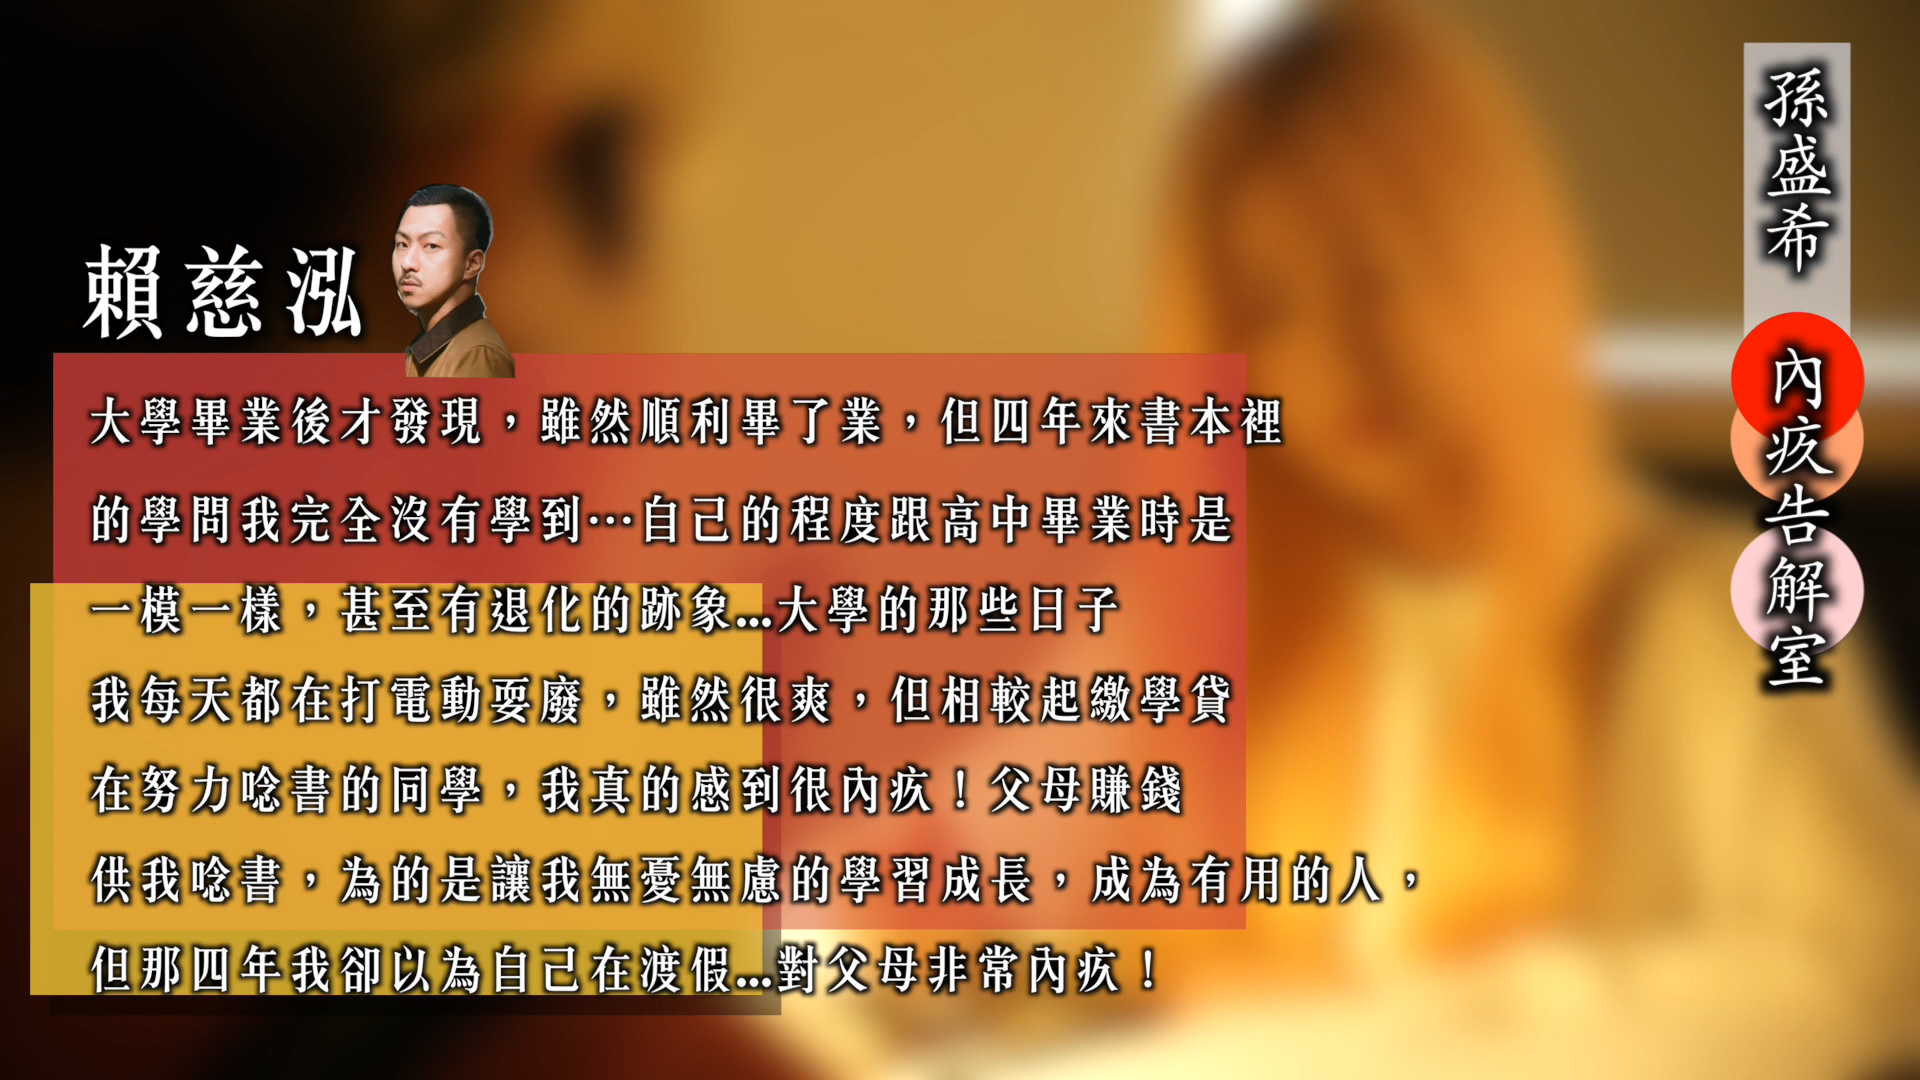 孫盛希 內疚告解室
賴慈泓
大學畢業後才發現，雖然順利畢了業，但四年來書本裡
的學問我完全沒有學到…自己的程度跟高中畢業時是
一模一樣，甚至有退化的跡象...大學的那些日子
我每天都在打電動耍廢，雖然很爽，但相較起繳學貸
在努力唸書的同學，我真的感到很內疚！父母賺錢
供我唸書，為的是讓我無憂無慮的學習成長，成為有用的人，
但那四年我卻以為自己在渡假...對父母非常內疚！